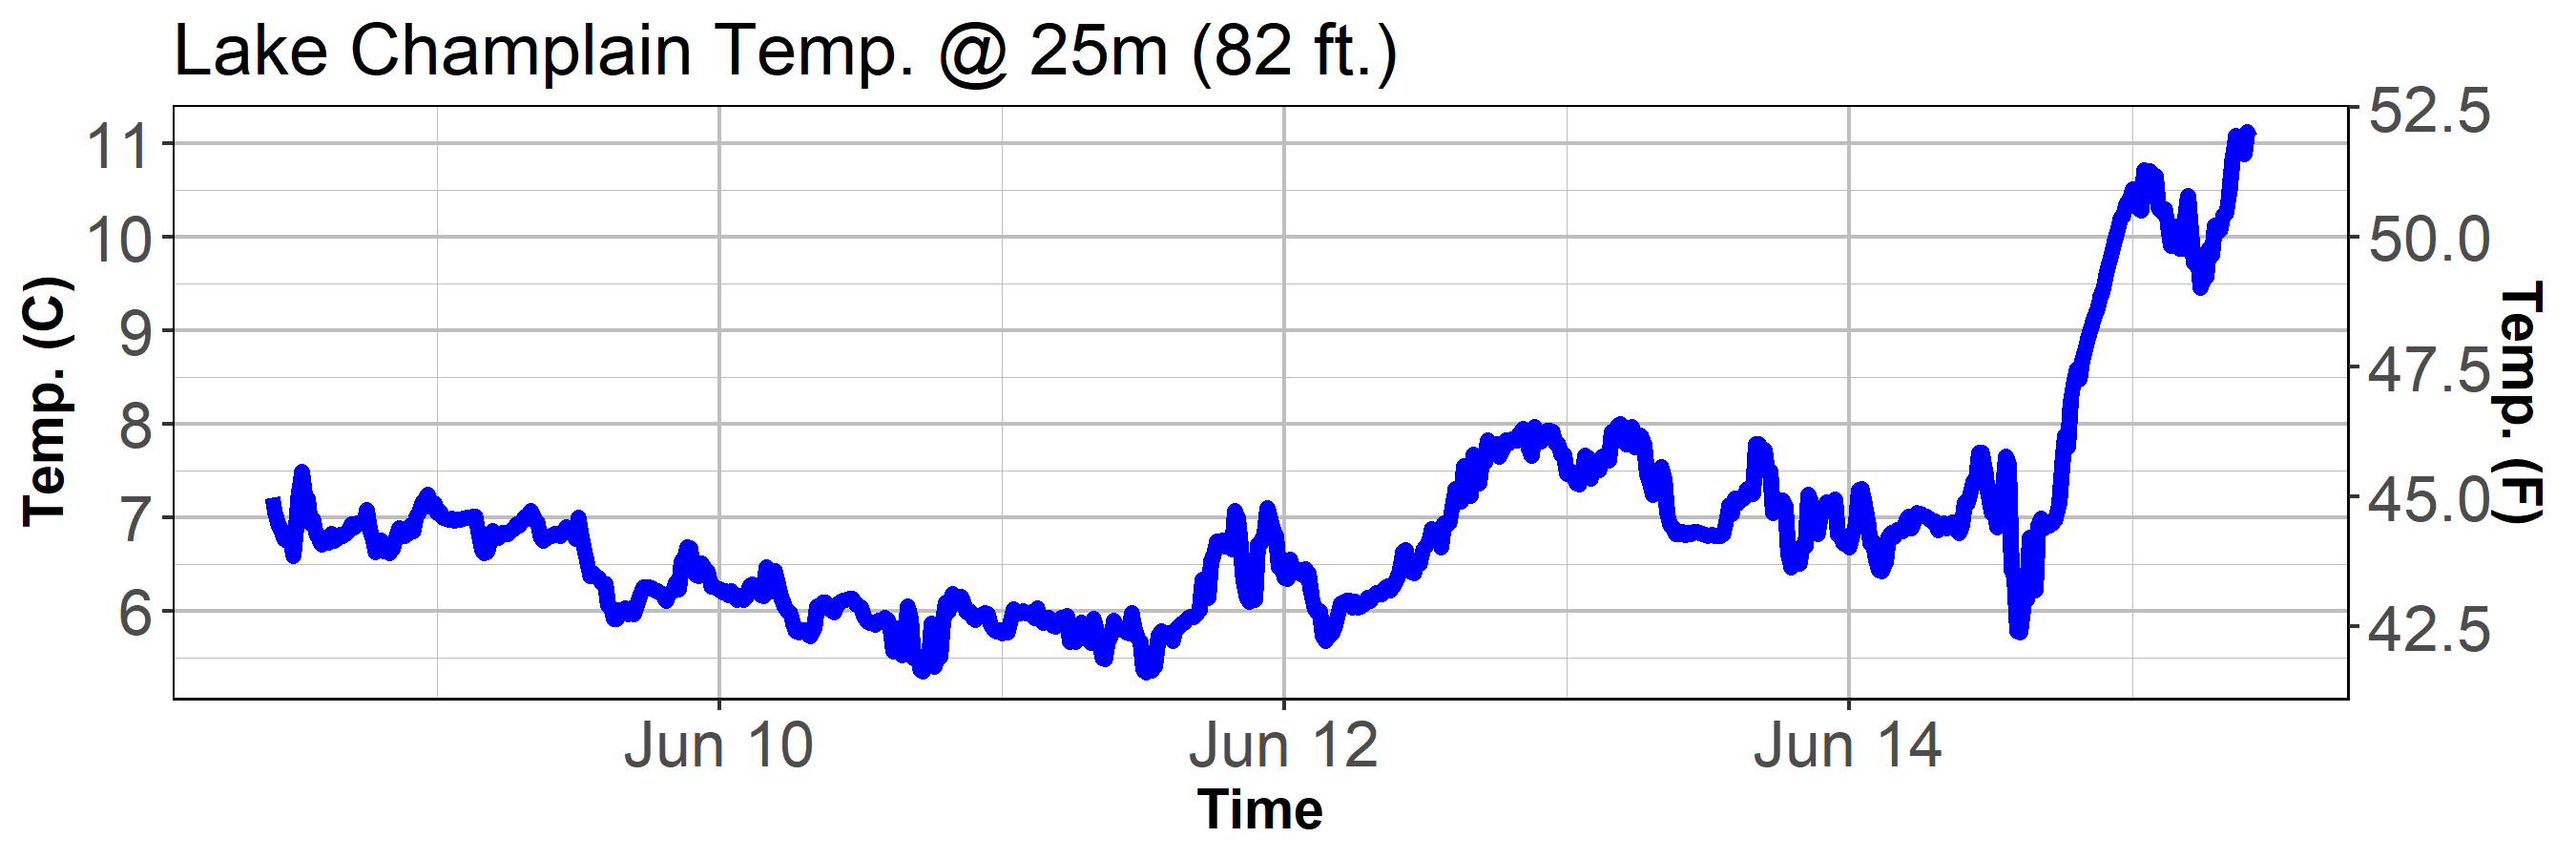 Lake Champlain Temp. @ 25m (82 ft.)
Temp. (C)
11
10
9
8
7
6
52.5
50.0
47.5
45.0
42.5
Temp. (F)
Jun 10
Jun 12
Jun 14
Time